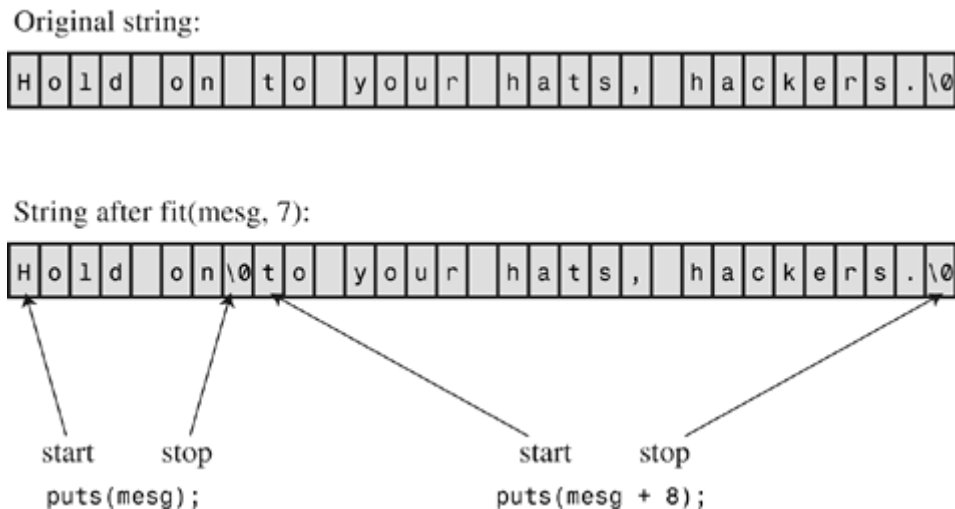 Original string:
Hold on to your hats, hackers.\0
String after fit(mesg, 7):
Hold on\0to your hats, hackers.\0
start stop start stop
puts(mesg); puts(mesg + 8);